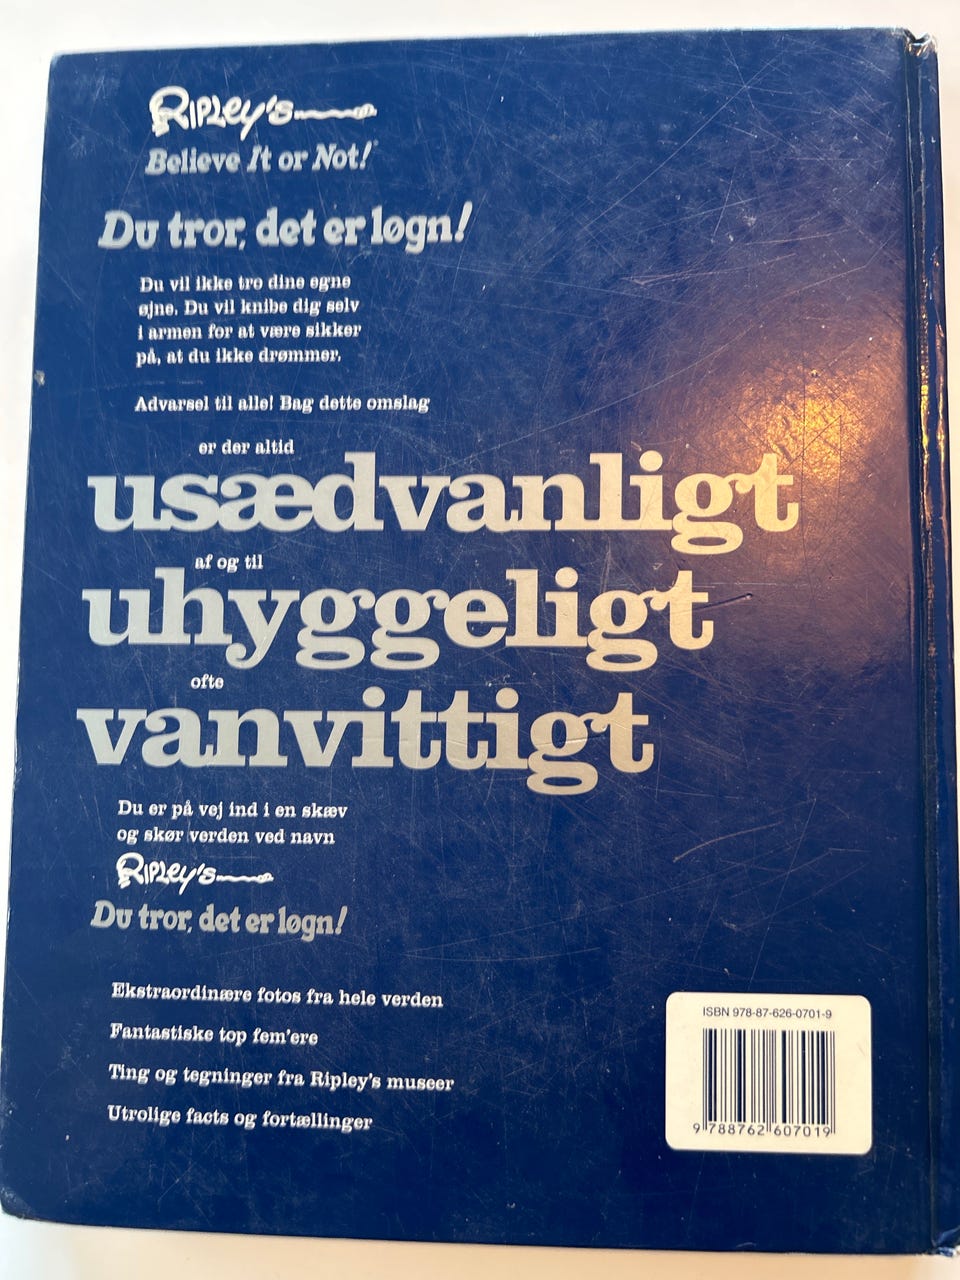 Ripley's
Believe It or Not!
Du tror, det er løgn!
Du vil ikke tro dine egne
øjne. Du vil knibe dig selv
i armen for at være sikker
på, at du ikke drømmer.
Advarsel til alle! Bag dette omslag
er der altid
usædvanligt
af og til
uhyggeligt
ofte
vanvittigt
Du er på vej ind i en skæv
og skør verden ved navn
Ripley's
Du tror, det er løgn!
Ekstraordinære fotos fra hele verden
Fantastiske top fem'ere
Ting og tegninger fra Ripley's museer
Utrolige facts og fortællinger
ISBN 978-87-626-0701-9
9 788762 607019